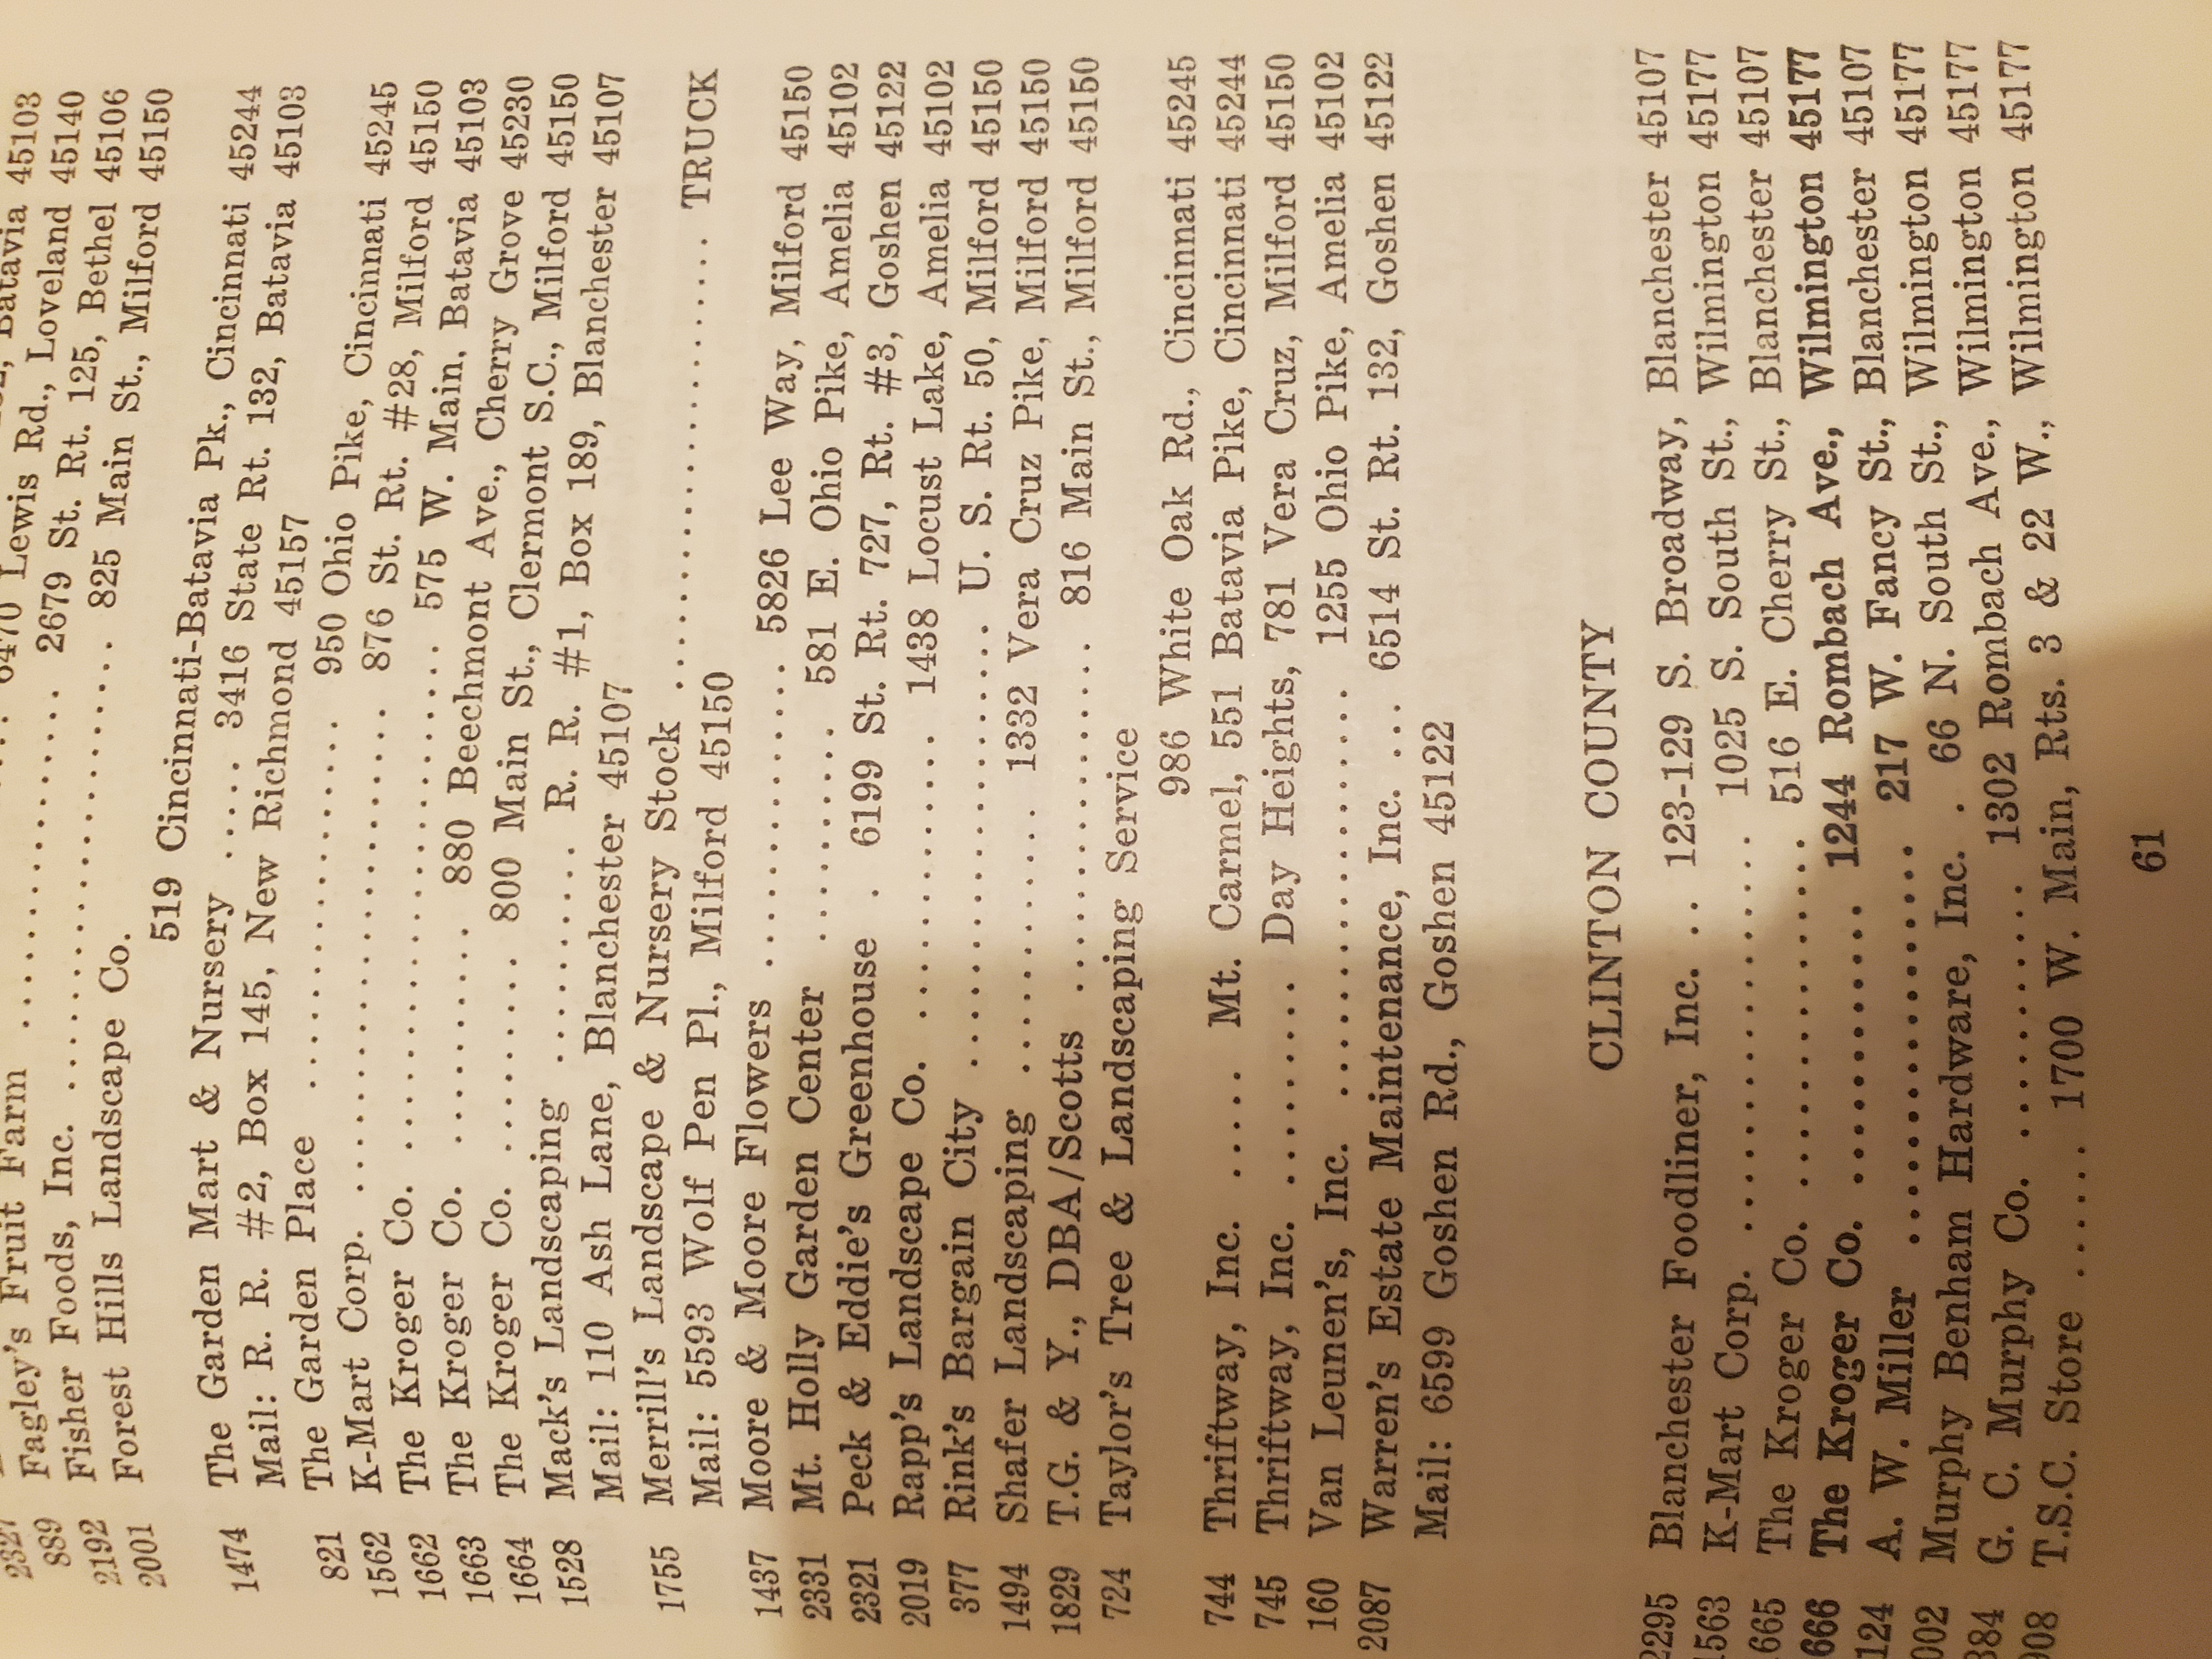 2327 Fagley's Fruit Farm .......... 6470 Lewis Rd., Batavia 45103
889 Fisher Foods, Inc. .......... 2679 St. Rt. 125, Loveland 45140
2192 Forest Hills Landscape Co. .......... 825 Main St., Bethel 45106
2001 Milford 45150
519 Cincinnati-Batavia Pk., Cincinnati 45244
1474 The Garden Mart & Nursery .... 3416 State Rt. 132, Batavia 45103
Mail: R. R. #2, Box 145, New Richmond 45157
821 The Garden Place .......... 950 Ohio Pike, Cincinnati 45245
1562 K-Mart Corp. .......... 876 St. Rt. #28, Milford 45150
1662 The Kroger Co. .......... 575 W. Main, Batavia 45103
1663 The Kroger Co. .......... 880 Beechmont Ave., Cherry Grove 45230
1664 The Kroger Co. .......... 800 Main St., Clermont S.C., Milford 45150
1528 Mack's Landscaping .......... R. R. #1, Box 189, Blanchester 45107
Mail: 110 Ash Lane, Blanchester 45107
1755 Merrill's Landscape & Nursery Stock .......... TRUCK
Mail: 5593 Wolf Pen Pl., Milford 45150
1437 Moore & Moore Flowers .......... 5826 Lee Way, Milford 45150
2331 Mt. Holly Garden Center .......... 581 E. Ohio Pike, Amelia 45102
2321 Peck & Eddie's Greenhouse . 6199 St. Rt. 727, Rt. #3, Goshen 45122
2019 Rapp's Landscape Co. .......... 1438 Locust Lake, Amelia 45102
377 Rink's Bargain City .......... U. S. Rt. 50, Milford 45150
1494 Shafer Landscaping .......... 1332 Vera Cruz Pike, Milford 45150
1829 T.G. & Y., DBA/Scotts .......... 816 Main St., Milford 45150
724 Taylor's Tree & Landscaping Service
986 White Oak Rd., Cincinnati 45245
744 Thriftway, Inc. ..... Mt. Carmel, 551 Batavia Pike, Cincinnati 45244
745 Thriftway, Inc. .......... Day Heights, 781 Vera Cruz, Milford 45150
160 Van Leunen's, Inc. .......... 1255 Ohio Pike, Amelia 45102
2087 Warren's Estate Maintenance, Inc. ... 6514 St. Rt. 132, Goshen 45122
Mail: 6599 Goshen Rd., Goshen 45122
CLINTON COUNTY
2295 Blanchester Foodliner, Inc. .. 123-129 S. Broadway, Blanchester 45107
1563 K-Mart Corp. .......... 1025 S. South St., Wilmington 45177
665 The Kroger Co. .......... 516 E. Cherry St., Blanchester 45107
666 The Kroger Co. .......... 1244 Rombach Ave., Wilmington 45177
124 A. W. Miller .......... 217 W. Fancy St., Blanchester 45107
002 Murphy Benham Hardware, Inc. . 66 N. South St., Wilmington 45177
384 G. C. Murphy Co. .......... 1302 Rombach Ave., Wilmington 45177
908 T.S.C. Store ...... 1700 W. Main, Rts. 3 & 22 W., Wilmington 45177
61